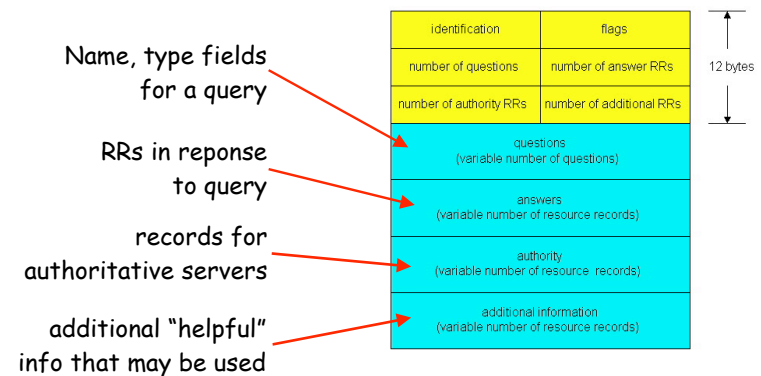 identification flags
number of questions number of answer RRs
number of authority RRs number of additional RRs
12 bytes
Name, type fields
for a query
questions
(variable number of questions)
RRs in reponse
to query
answers
(variable number of resource records)
records for
authoritative servers
authority
(variable number of resource records)
additional “helpful”
info that may be used
additional information
(variable number of resource records)